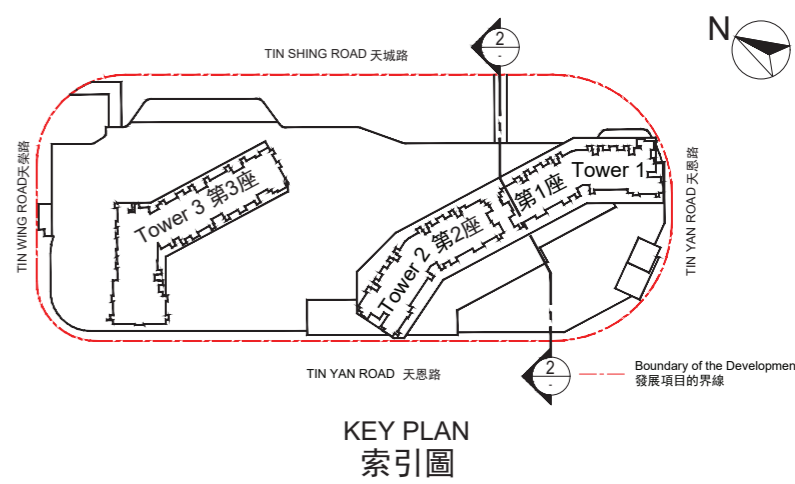 TIN SHING ROAD 天城路
2
-
N
TIN WING ROAD天榮路
Tower 3 第3座
Tower 2 第2座
第1座 Tower 1
TIN YAN ROAD 天恩路
TIN YAN ROAD 天恩路
2
-
Boundary of the Developmen
發展項目的界線
KEY PLAN
索引圖